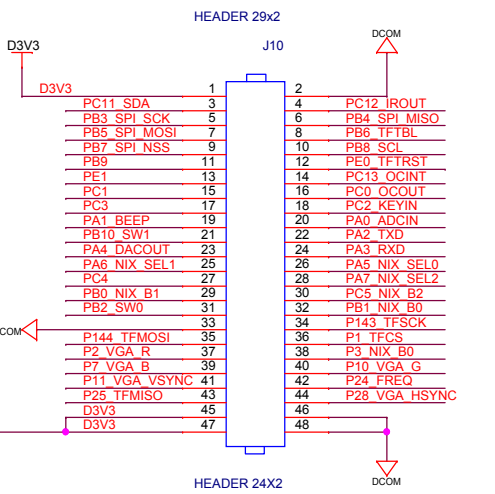 HEADER 29x2
D3V3 J10 DCOM
D3V3 1 2
PC11_SDA 3 4 PC12_IROUT
PB3_SPI_SCK 5 6 PB4_SPI_MISO
PB5_SPI_MOSI 7 8 PB6_TFTBL
PB7_SPI_NSS 9 10 PB8_SCL
PB9 11 12 PE0_TFTRST
PE1 13 14 PC13_OCINT
PC1 15 16 PC0_OCOUT
PC3 17 18 PC2_KEYIN
PA1_BEEP 19 20 PA0_ADCIN
PB10_SW1 21 22 PA2_TXD
PA4_DACOUT 23 24 PA3_RXD
PA6_NIX_SEL1 25 26 PA5_NIX_SEL0
PC4 27 28 PA7_NIX_SEL2
PB0_NIX_B1 29 30 PC5_NIX_B2
PB2_SW0 31 32 PB1_NIX_B0
COM 33 34 P143_TFSCK
P144_TFMOSI 35 36 P1_TFCS
P2_VGA_R 37 38 P3_NIX_B0
P7_VGA_B 39 40 P10_VGA_G
P11_VGA_VSYNC 41 42 P24_FREQ
P25_TFMISO 43 44 P28_VGA_HSYNC
D3V3 45 46
D3V3 47 48
HEADER 24X2 DCOM